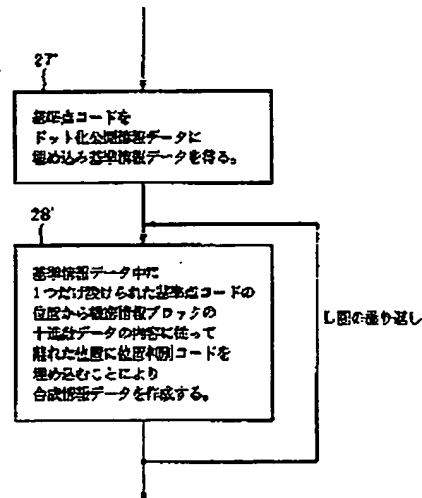 27'
基準点コードを
ドット化公開情報データに
埋め込み基準情報データを得る。
28'
基準情報データ中に
1つだけ設けられた基準点コードの
位置から機密情報ブロックの
十進数データの内容に従って
離れた位置に位置判別コードを
埋め込むことにより
合成情報データを作成する。
L回の繰り返し